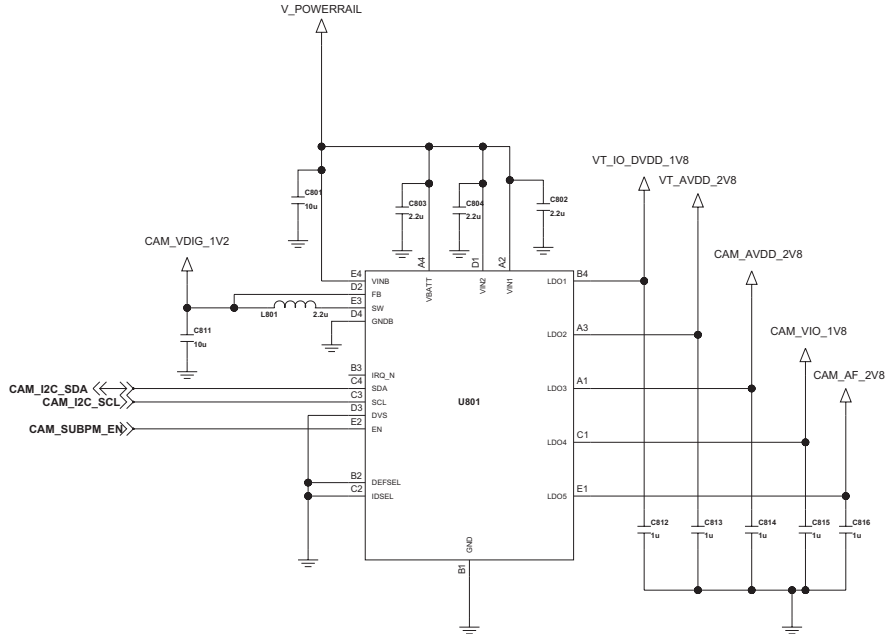 V_POWERRAIL
VT_IO_DVDD_1V8
VT_AVDD_2V8
C801
10u
C803
2.2u
C804
2.2u
C802
2.2u
CAM_VDIG_1V2
CAM_AVDD_2V8
A4
D1
A2
E4
VINB
VBATT
VIN2
VIN1
LDO1
B4
D2
FB
E3
SW
L801
2.2u
D4
GNDB
CAM_VIO_1V8
C811
10u
LDO2
A3
B3
IRQ_N
CAM_AF_2V8
CAM_I2C_SDA
C4
SDA
LDO3
A1
CAM_I2C_SCL
C3
SCL
U801
D3
DVS
CAM_SUBPM_EN
E2
EN
LDO4
C1
B2
DEFSEL
C2
IDSEL
LDO5
E1
C812
1u
C813
1u
C814
1u
C815
1u
C816
1u
GND
B1